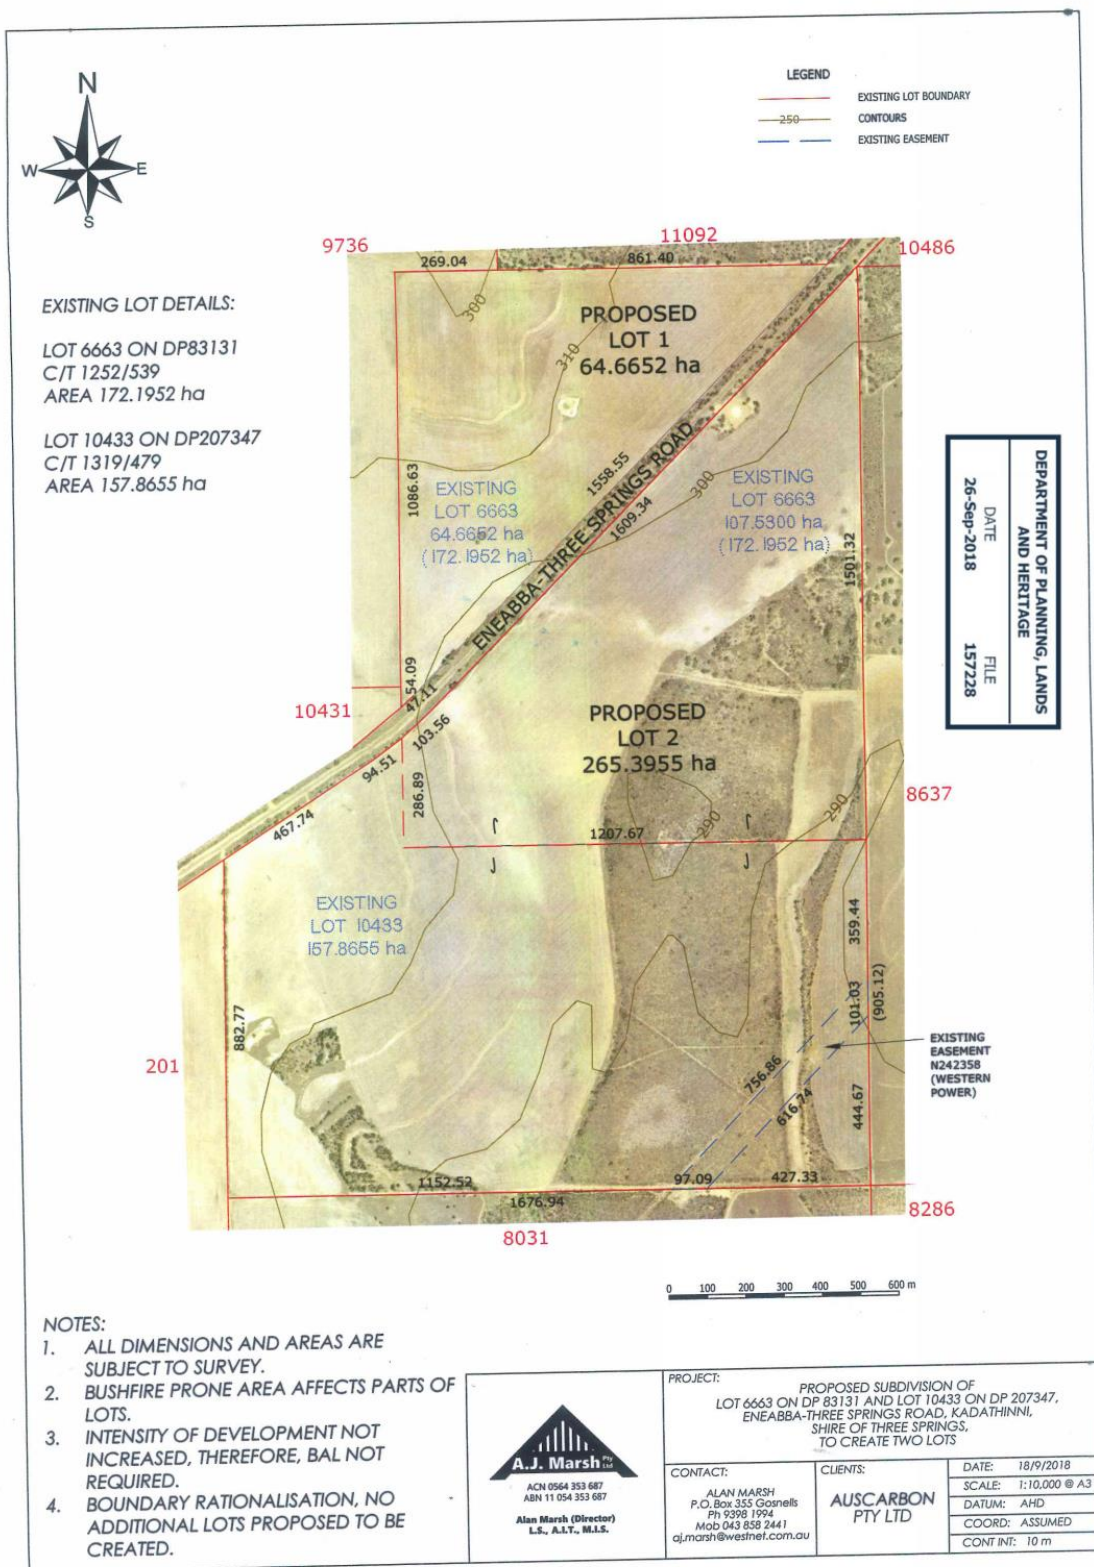 N
W
E
S
LEGEND
EXISTING LOT BOUNDARY
250
CONTOURS
EXISTING EASEMENT
9736
11092
10486
269.04
861.40
EXISTING LOT DETAILS:
LOT 6663 ON DP83131
C/T 1252/539
AREA 172.1952 ha
LOT 10433 ON DP207347
C/T 1319/479
AREA 157.8655 ha
300
310
PROPOSED
LOT 1
64.6652 ha
1086.63
EXISTING
LOT 6663
64.6652 ha
(172.1952 ha)
1558.55
1609.34
ENEABBA-THREE SPRINGS ROAD
300
EXISTING
LOT 6663
107.5300 ha
(172.1952 ha)
1501.32
DEPARTMENT OF PLANNING, LANDS
AND HERITAGE
DATE
FILE
26-Sep-2018
157228
10431
54.09
47.11
103.56
94.51
467.74
286.89
PROPOSED
LOT 2
265.3955 ha
290
290
8637
1207.67
EXISTING
LOT 10433
157.8655 ha
359.44
882.77
101.03
(905.12)
201
EXISTING
EASEMENT
N242358
(WESTERN
POWER)
756.86
616.74
444.67
1152.52
97.09
427.33
1676.94
8286
8031
0 100 200 300 400 500 600 m
NOTES:
1. ALL DIMENSIONS AND AREAS ARE
SUBJECT TO SURVEY.
2. BUSHFIRE PRONE AREA AFFECTS PARTS OF
LOTS.
3. INTENSITY OF DEVELOPMENT NOT
INCREASED, THEREFORE, BAL NOT
REQUIRED.
4. BOUNDARY RATIONALISATION, NO
ADDITIONAL LOTS PROPOSED TO BE
CREATED.
A.J. Marsh Pty Ltd
ACN 0564 353 687
ABN 11 054 353 687
Alan Marsh (Director)
L.S., A.I.T., M.I.S.
PROJECT:
PROPOSED SUBDIVISION OF
LOT 6663 ON DP 83131 AND LOT 10433 ON DP 207347,
ENEABBA-THREE SPRINGS ROAD, KADATHINNI,
SHIRE OF THREE SPRINGS,
TO CREATE TWO LOTS
CONTACT:
ALAN MARSH
P.O. Box 355 Gosnells
Ph 9398 1994
Mob 043 858 2441
aj.marsh@westnet.com.au
CLIENTS:
AUSCARBON
PTY LTD
DATE: 18/9/2018
SCALE: 1:10,000 @ A3
DATUM: AHD
COORD: ASSUMED
CONT INT: 10 m